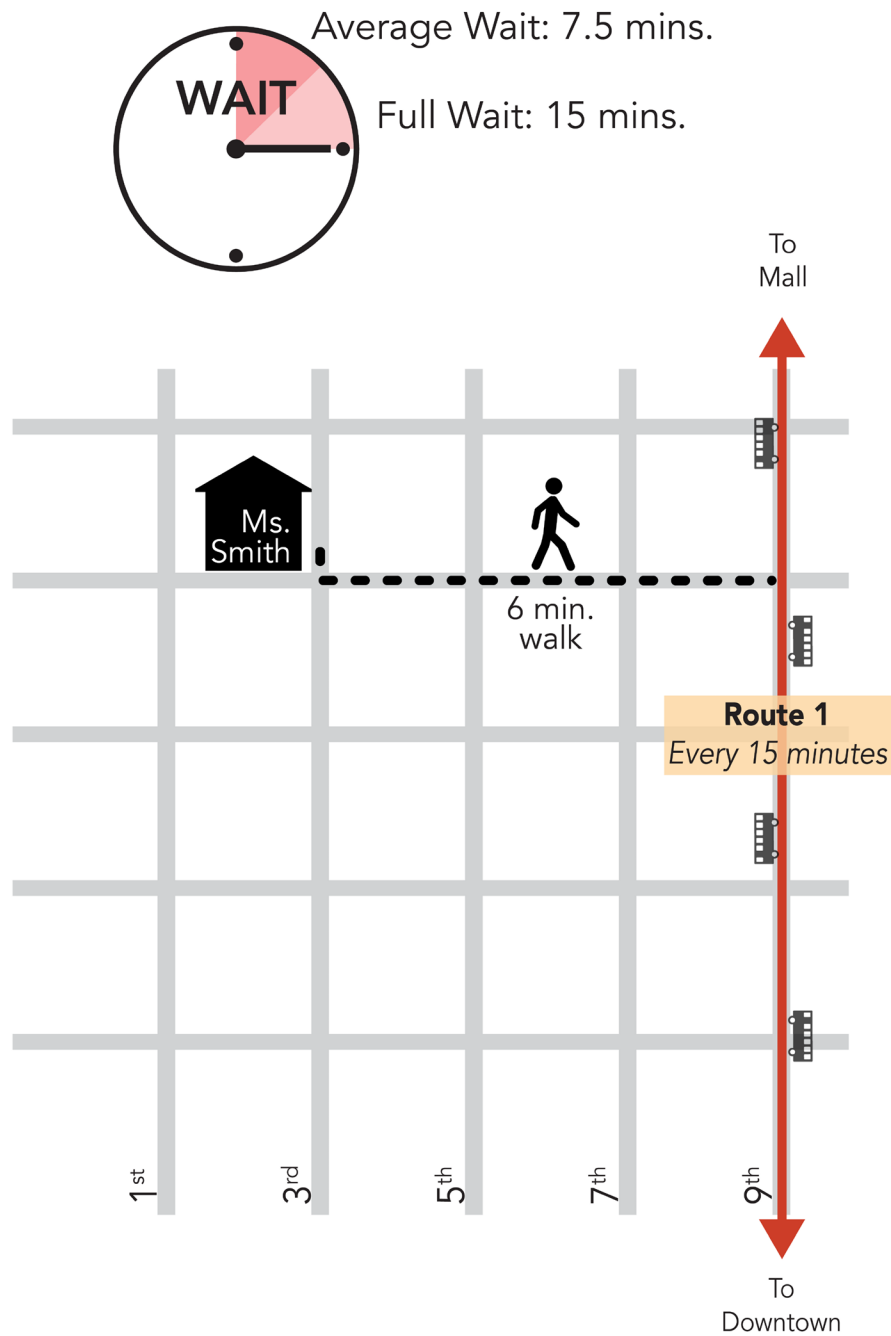 Average Wait: 7.5 mins.
WAIT
Full Wait: 15 mins.
To
Mall
Ms.
Smith
6 min.
walk
Route 1
Every 15 minutes
1st
3rd
5th
7th
9th
To
Downtown